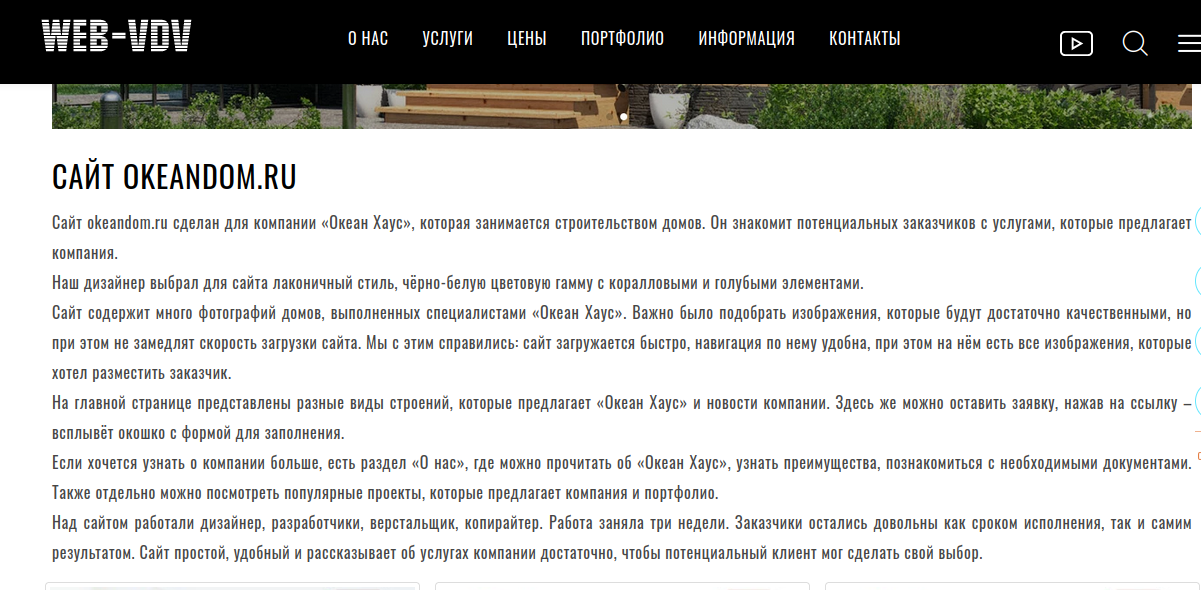 WEB-VDV
О НАС УСЛУГИ ЦЕНЫ ПОРТФОЛИО ИНФОРМАЦИЯ КОНТАКТЫ
САЙТ OKEANDOM.RU
Сайт okeandom.ru сделан для компании «Океан Хаус», которая занимается строительством домов. Он знакомит потенциальных заказчиков с услугами, которые предлагает
компания.
Наш дизайнер выбрал для сайта лаконичный стиль, чёрно-белую цветовую гамму с коралловыми и голубыми элементами.
Сайт содержит много фотографий домов, выполненных специалистами «Океан Хаус». Важно было подобрать изображения, которые будут достаточно качественными, но
при этом не замедлят скорость загрузки сайта. Мы с этим справились: сайт загружается быстро, навигация по нему удобна, при этом на нём есть все изображения, которые
хотел разместить заказчик.
На главной странице представлены разные виды строений, которые предлагает «Океан Хаус» и новости компании. Здесь же можно оставить заявку, нажав на ссылку –
всплывёт окошко с формой для заполнения.
Если хочется узнать о компании больше, есть раздел «О нас», где можно прочитать об «Океан Хаус», узнать преимущества, познакомиться с необходимыми документами.
Также отдельно можно посмотреть популярные проекты, которые предлагает компания и портфолио.
Над сайтом работали дизайнер, разработчики, верстальщик, копирайтер. Работа заняла три недели. Заказчики остались довольны как сроком исполнения, так и самим
результатом. Сайт простой, удобный и рассказывает об услугах компании достаточно, чтобы потенциальный клиент мог сделать свой выбор.